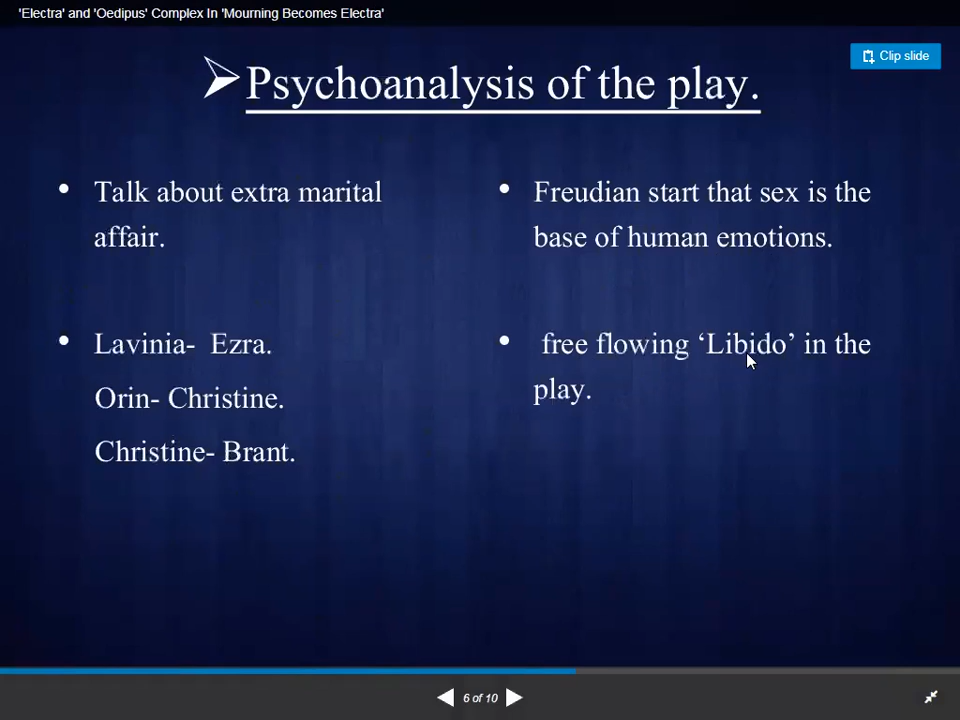 'Electra' and 'Oedipus' Complex In 'Mourning Becomes Electra'
Clip slide
Psychoanalysis of the play.
• Talk about extra marital
affair.
• Lavinia- Ezra.
Orin- Christine.
Christine- Brant.
• Freudian start that sex is the
base of human emotions.
• free flowing ‘Libido’ in the
play.
6 of 10